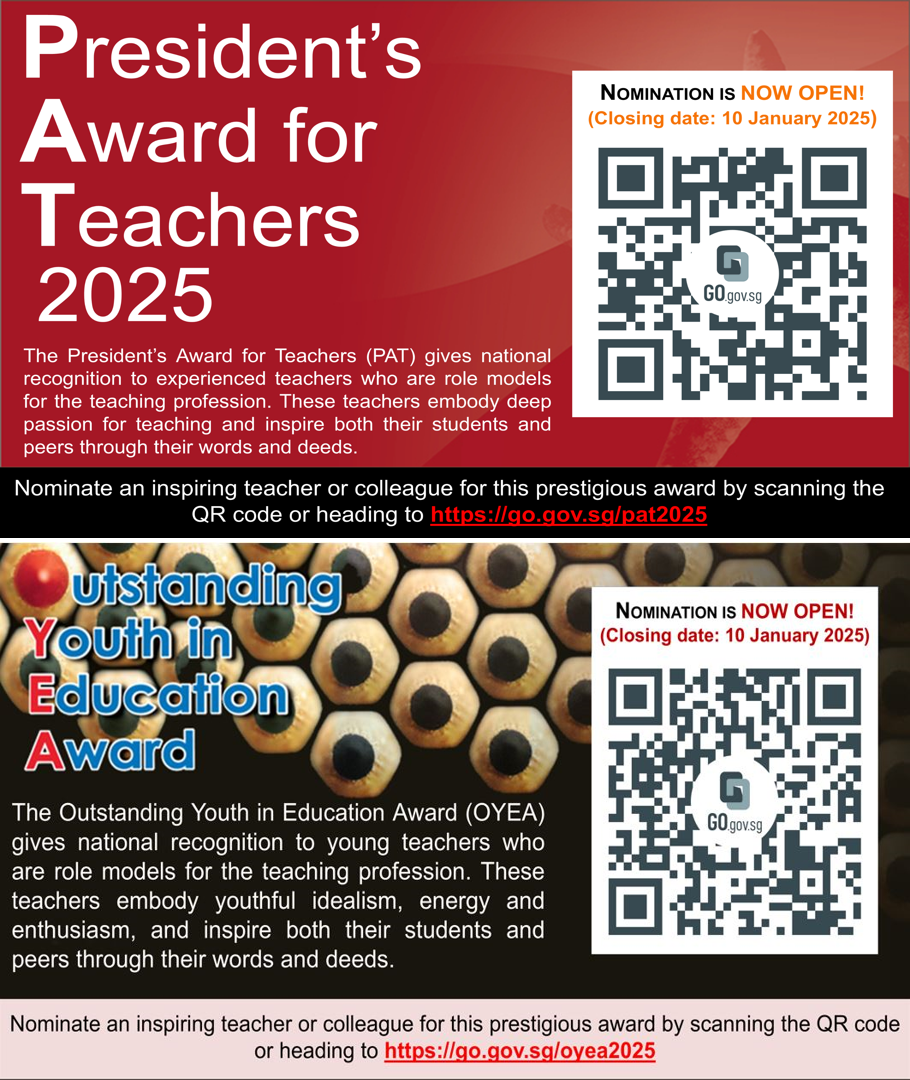 President's
Award for
Teachers
2025
The President's Award for Teachers (PAT) gives national
recognition to experienced teachers who are role models
for the teaching profession. These teachers embody deep
passion for teaching and inspire both their students and
peers through their words and deeds.
NOMINATION IS NOW OPEN!
(Closing date: 10 January 2025)
GO.gov.sg
Nominate an inspiring teacher or colleague for this prestigious award by scanning the
QR code or heading to https://go.gov.sg/pat2025
Outstanding
Youth in
Education
Award
The Outstanding Youth in Education Award (OYEA)
gives national recognition to young teachers who
are role models for the teaching profession. These
teachers embody youthful idealism, energy and
enthusiasm, and inspire both their students and
peers through their words and deeds.
NOMINATION IS NOW OPEN!
(Closing date: 10 January 2025)
GO.gov.sg
Nominate an inspiring teacher or colleague for this prestigious award by scanning the QR code
or heading to https://go.gov.sg/oyea2025